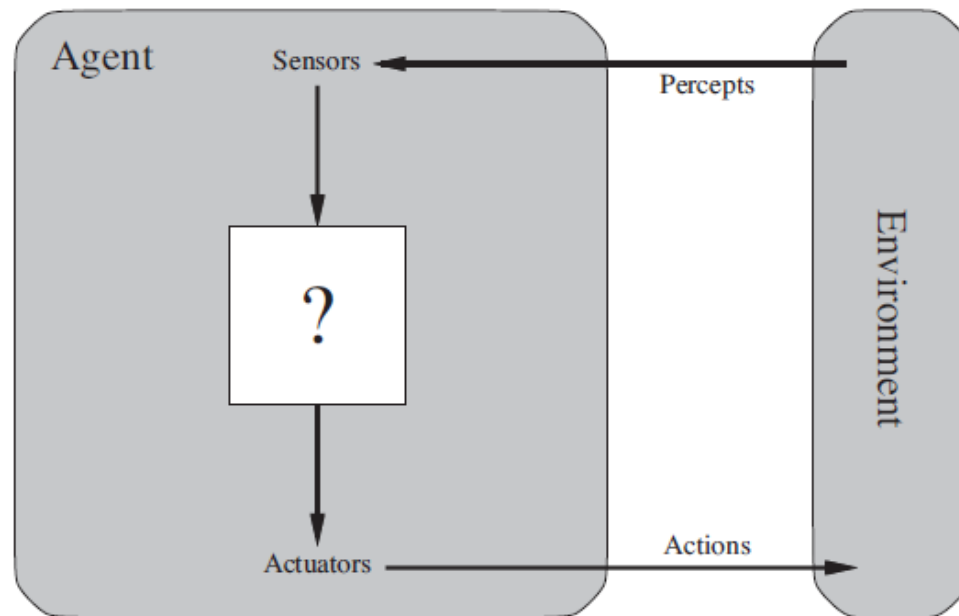 Agent
Sensors
Percepts
?
Environment
Actuators
Actions